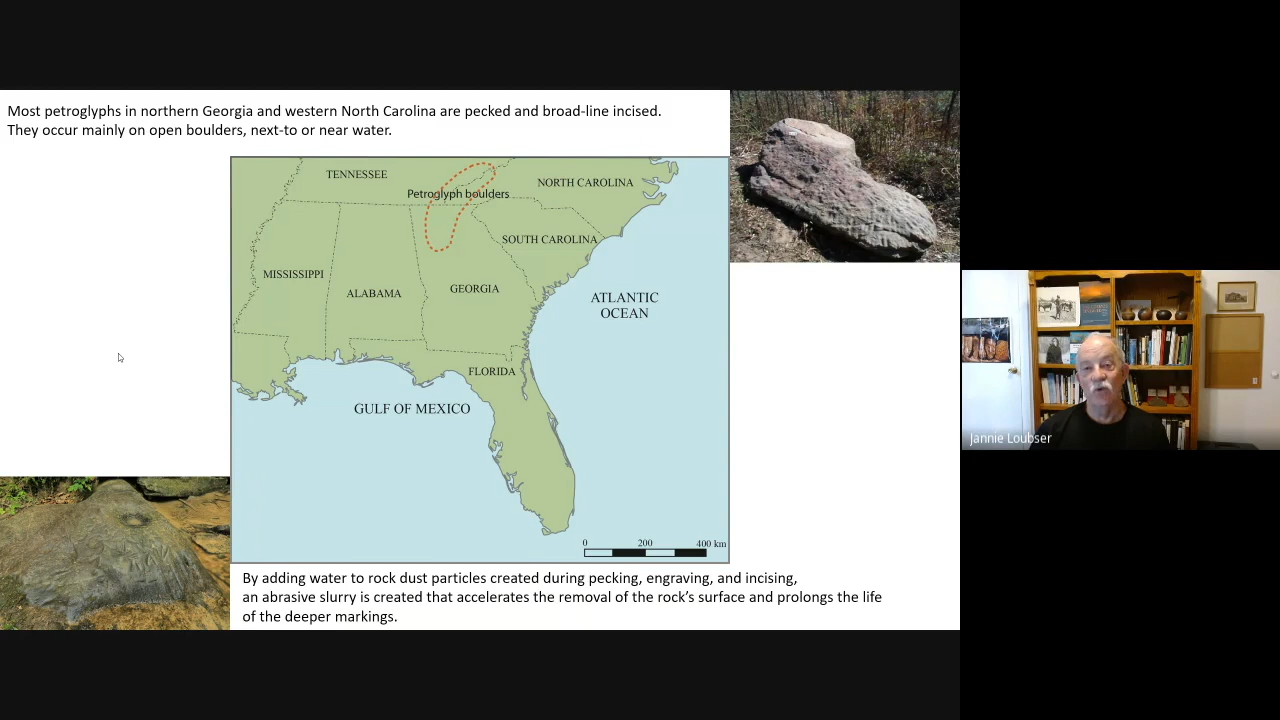 Most petroglyphs in northern Georgia and western North Carolina are pecked and broad-line incised.
They occur mainly on open boulders, next-to or near water.
TENNESSEE
NORTH CAROLINA
Petroglyph boulders
SOUTH CAROLINA
MISSISSIPPI
ALABAMA
GEORGIA
ATLANTIC
OCEAN
FLORIDA
GULF OF MEXICO
0 200 400 km
By adding water to rock dust particles created during pecking, engraving, and incising,
an abrasive slurry is created that accelerates the removal of the rock's surface and prolongs the life
of the deeper markings.
Jannie Loubser